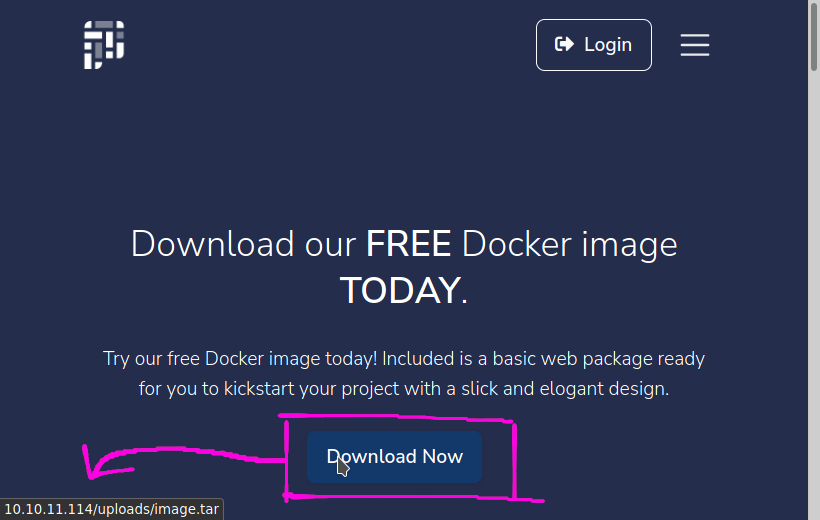 Login
Download our FREE Docker image
TODAY.
Try our free Docker image today! Included is a basic web package ready
for you to kickstart your project with a slick and elogant design.
Download Now
10.10.11.114/uploads/image.tar